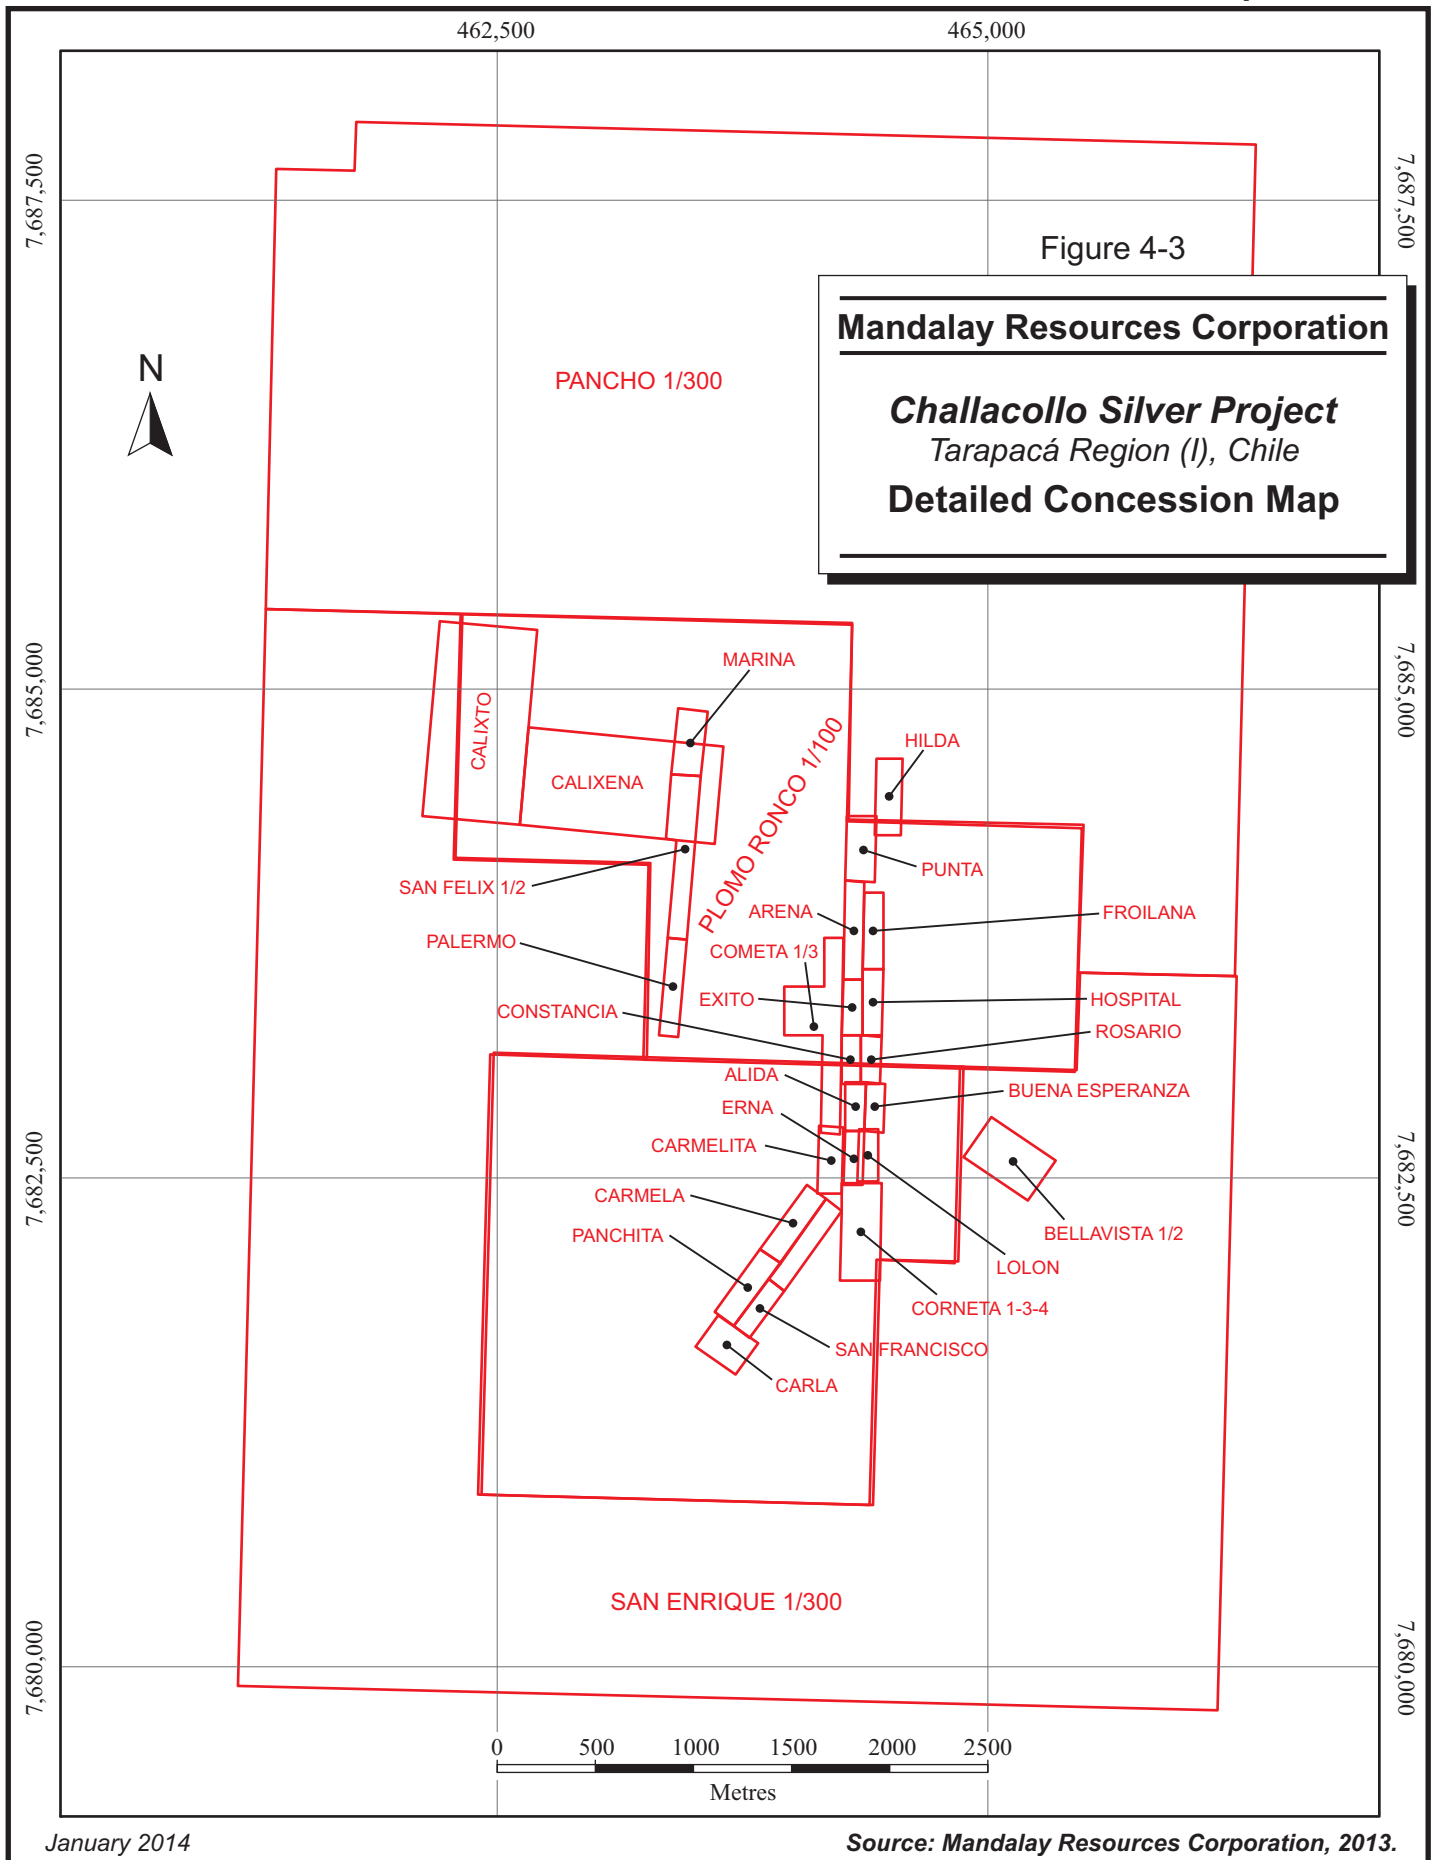 462,500
465,000
7,687,500
7,687,500
Figure 4-3
Mandalay Resources Corporation
N
PANCHO 1/300
Challacollo Silver Project
Tarapacá Region (I), Chile
Detailed Concession Map
7,685,000
7,685,000
MARINA
CALIXTO
PLOMO RONCO 1/100
HILDA
CALIXENA
PUNTA
SAN FELIX 1/2
ARENA
FROILANA
PALERMO
COMETA 1/3
EXITO
HOSPITAL
CONSTANCIA
ROSARIO
ALIDA
BUENA ESPERANZA
ERNA
CARMELITA
7,682,500
7,682,500
CARMELA
PANCHITA
BELLAVISTA 1/2
LOLON
CORNETA 1-3-4
SAN FRANCISCO
CARLA
SAN ENRIQUE 1/300
7,680,000
7,680,000
0 500 1000 1500 2000 2500
Metres
January 2014
Source: Mandalay Resources Corporation, 2013.